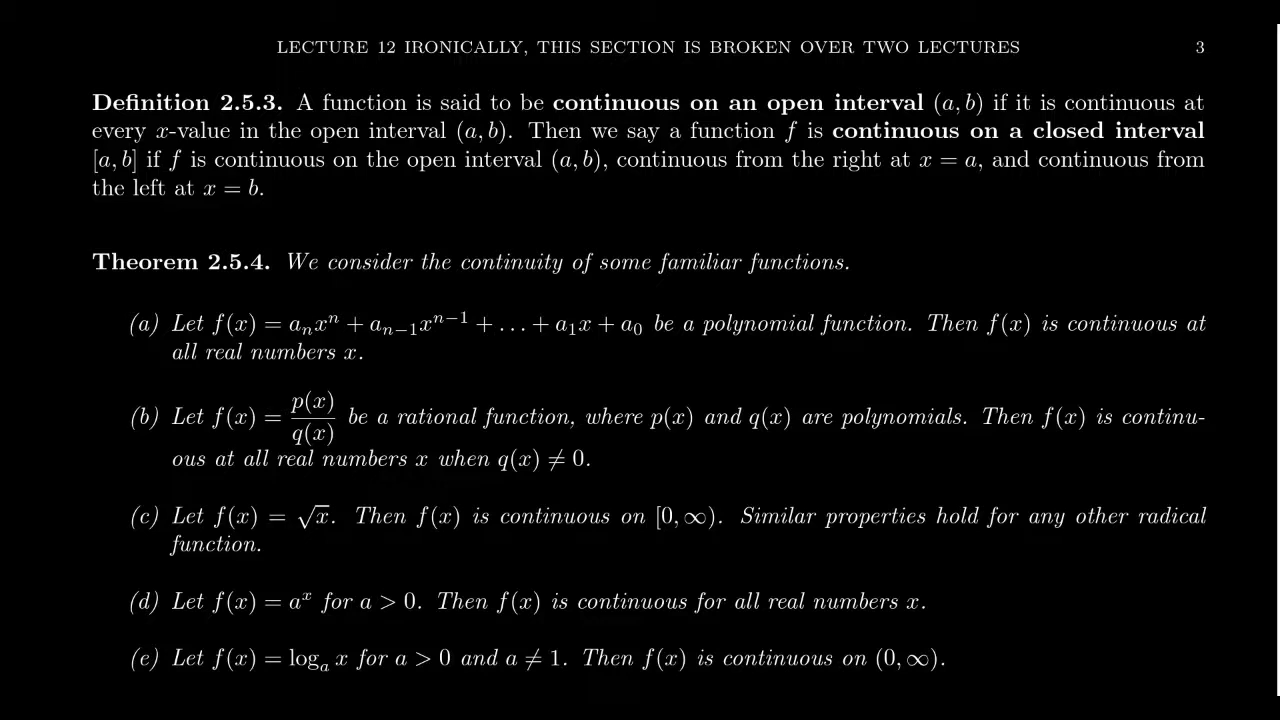 LECTURE 12 IRONICALLY, THIS SECTION IS BROKEN OVER TWO LECTURES 3
Definition 2.5.3. A function is said to be continuous on an open interval (a, b) if it is continuous at
every x-value in the open interval (a, b). Then we say a function f is continuous on a closed interval
[a, b] if f is continuous on the open interval (a, b), continuous from the right at x = a, and continuous from
the left at x = b.
Theorem 2.5.4. We consider the continuity of some familiar functions.
(a) Let f(x) = aₙxⁿ + aₙ₋₁xⁿ⁻¹ + . . . + a₁x + a₀ be a polynomial function. Then f(x) is continuous at
all real numbers x.
(b) Let f(x) = p(x)/q(x) be a rational function, where p(x) and q(x) are polynomials. Then f(x) is continu-
ous at all real numbers x when q(x) ≠ 0.
(c) Let f(x) = √x. Then f(x) is continuous on [0, ∞). Similar properties hold for any other radical
function.
(d) Let f(x) = aˣ for a > 0. Then f(x) is continuous for all real numbers x.
(e) Let f(x) = logₐ x for a > 0 and a ≠ 1. Then f(x) is continuous on (0, ∞).